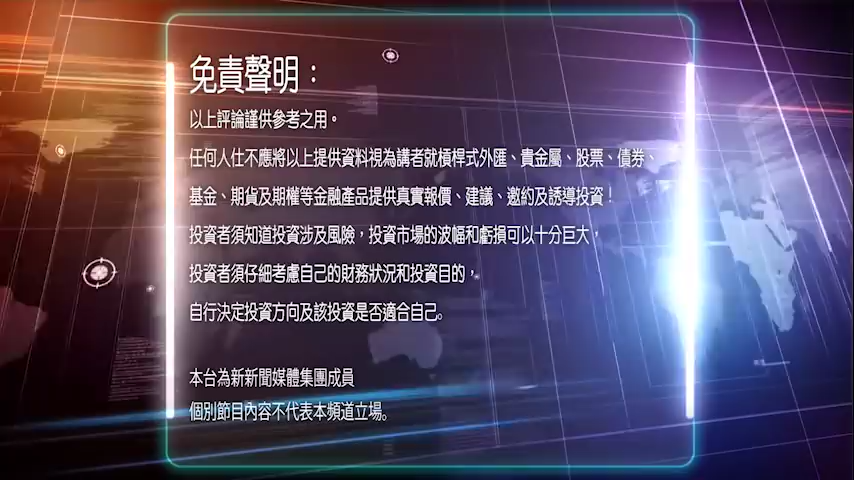 免責聲明：
以上評論謹供參考之用。
任何人仕不應將以上提供資料視為講者就槓桿式外匯、貴金屬、股票、債券、
基金、期貨及期權等金融產品提供真實報價、建議、邀約及誘導投資！
投資者須知道投資涉及風險，投資市場的波幅和虧損可以十分巨大，
投資者須仔細考慮自己的財務狀況和投資目的，
自行決定投資方向及該投資是否適合自己。
本台為新新聞媒體集團成員
個別節目內容不代表本頻道立場。